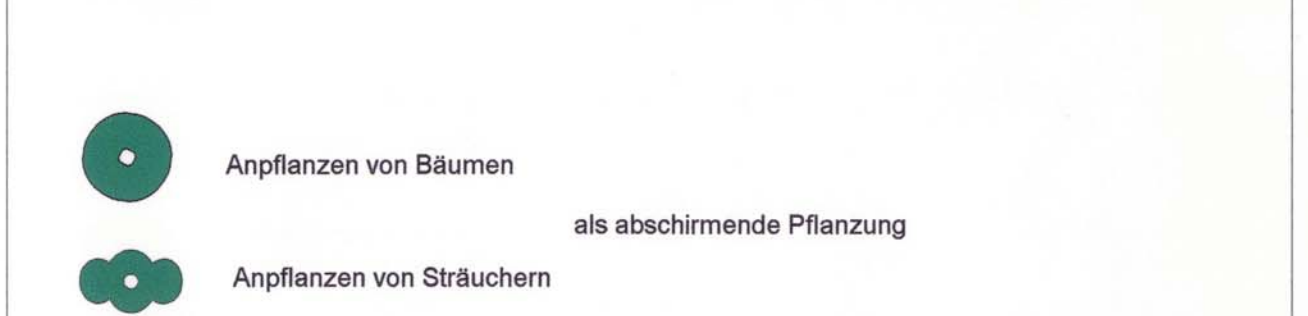 Anpflanzen von Bäumen
als abschirmende Pflanzung
Anpflanzen von Sträuchern